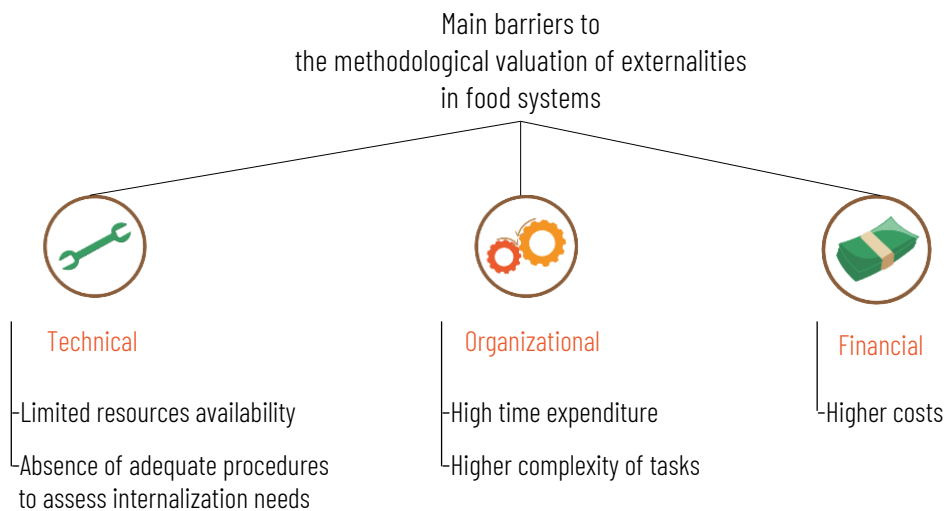 Main barriers to
the methodological valuation of externalities
in food systems
Technical
-Limited resources availability
-Absence of adequate procedures
to assess internalization needs
Organizational
-High time expenditure
-Higher complexity of tasks
Financial
-Higher costs